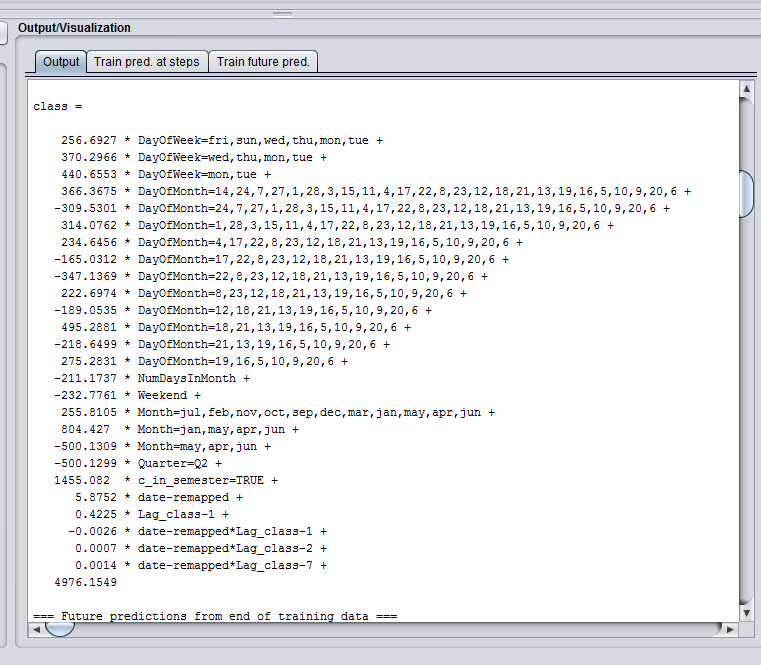 Output/Visualization
Output Train pred. at steps Train future pred.
class =
256.6927 * DayOfWeek=fri,sun,wed,thu,mon,tue +
370.2966 * DayOfWeek=wed,thu,mon,tue +
440.6553 * DayOfWeek=mon,tue +
366.3675 * DayOfMonth=14,24,7,27,1,28,3,15,11,4,17,22,8,23,12,18,21,13,19,16,5,10,9,20,6 +
-309.5301 * DayOfMonth=24,7,27,1,28,3,15,11,4,17,22,8,23,12,18,21,13,19,16,5,10,9,20,6 +
314.0762 * DayOfMonth=1,28,3,15,11,4,17,22,8,23,12,18,21,13,19,16,5,10,9,20,6 +
234.6456 * DayOfMonth=4,17,22,8,23,12,18,21,13,19,16,5,10,9,20,6 +
-165.0312 * DayOfMonth=17,22,8,23,12,18,21,13,19,16,5,10,9,20,6 +
-347.1369 * DayOfMonth=22,8,23,12,18,21,13,19,16,5,10,9,20,6 +
222.6974 * DayOfMonth=8,23,12,18,21,13,19,16,5,10,9,20,6 +
-189.0535 * DayOfMonth=12,18,21,13,19,16,5,10,9,20,6 +
495.2881 * DayOfMonth=18,21,13,19,16,5,10,9,20,6 +
-218.6499 * DayOfMonth=21,13,19,16,5,10,9,20,6 +
275.2831 * DayOfMonth=19,16,5,10,9,20,6 +
-211.1737 * NumDaysInMonth +
-232.7761 * Weekend +
255.8105 * Month=jul,feb,nov,oct,sep,dec,mar,jan,may,apr,jun +
804.427 * Month=jan,may,apr,jun +
-500.1309 * Month=may,apr,jun +
-500.1299 * Quarter=Q2 +
1455.082 * c_in_semester=TRUE +
5.8752 * date-remapped +
0.4225 * Lag_class-1 +
-0.0026 * date-remapped*Lag_class-1 +
0.0007 * date-remapped*Lag_class-2 +
0.0014 * date-remapped*Lag_class-7 +
4976.1549
=== Future predictions from end of training data ===